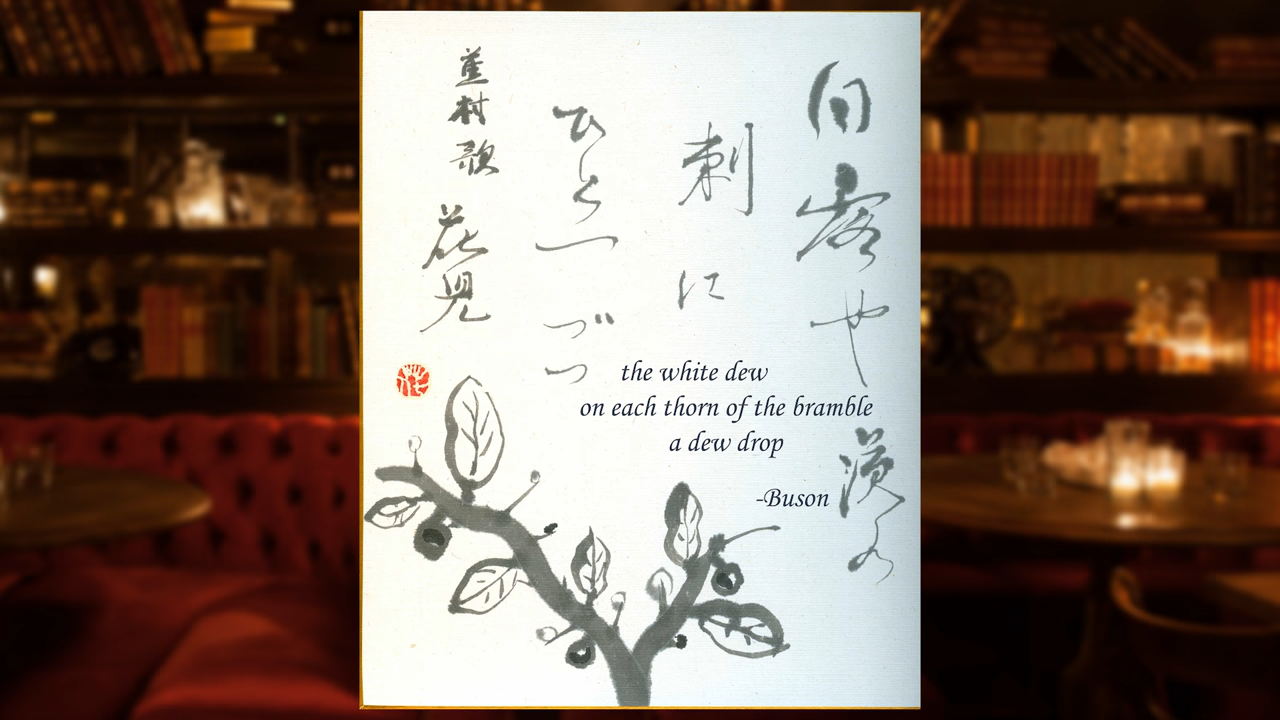 白露や茨の
刺に
ひとつづつ
蕪村歌 花見
the white dew
on each thorn of the bramble
a dew drop
-Buson